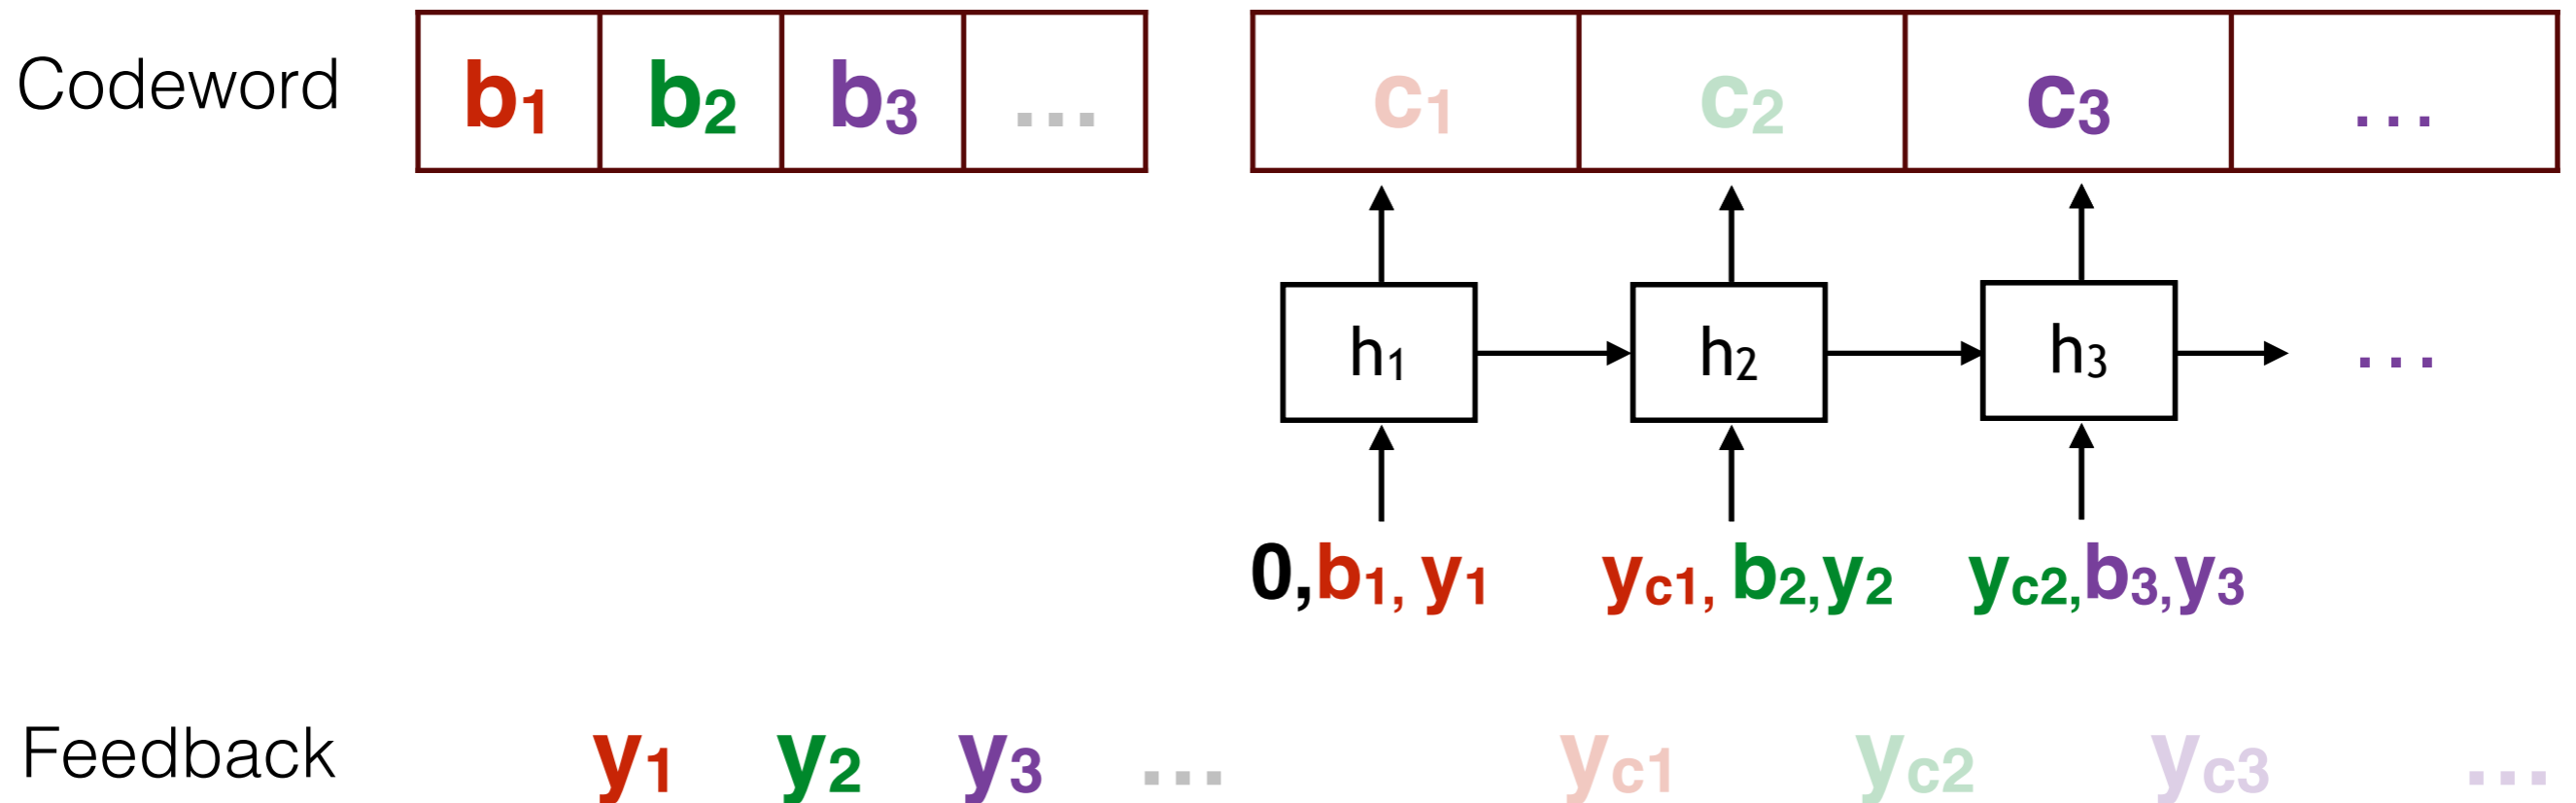 Codeword b1 b2 b3 ... c1 c2 c3 ...
h1 h2 h3 ...
0,b1, y1 yc1, b2,y2 yc2,b3,y3
Feedback y1 y2 y3 ... yc1 yc2 yc3 ...